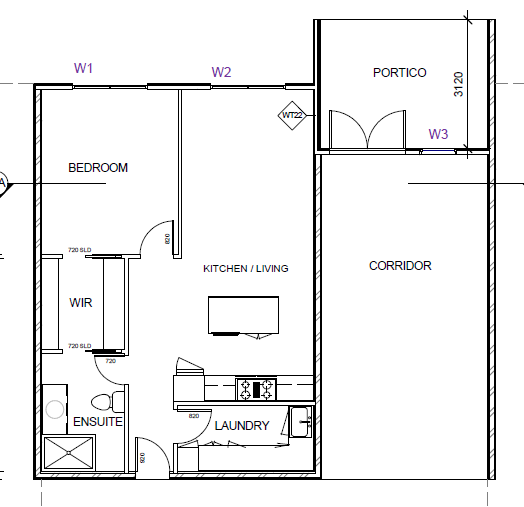 W1
W2
PORTICO
3120
WT22
W3
A
BEDROOM
820
720 SLD
KITCHEN / LIVING
CORRIDOR
WIR
720 SLD
720
820
ENSUITE
LAUNDRY
920